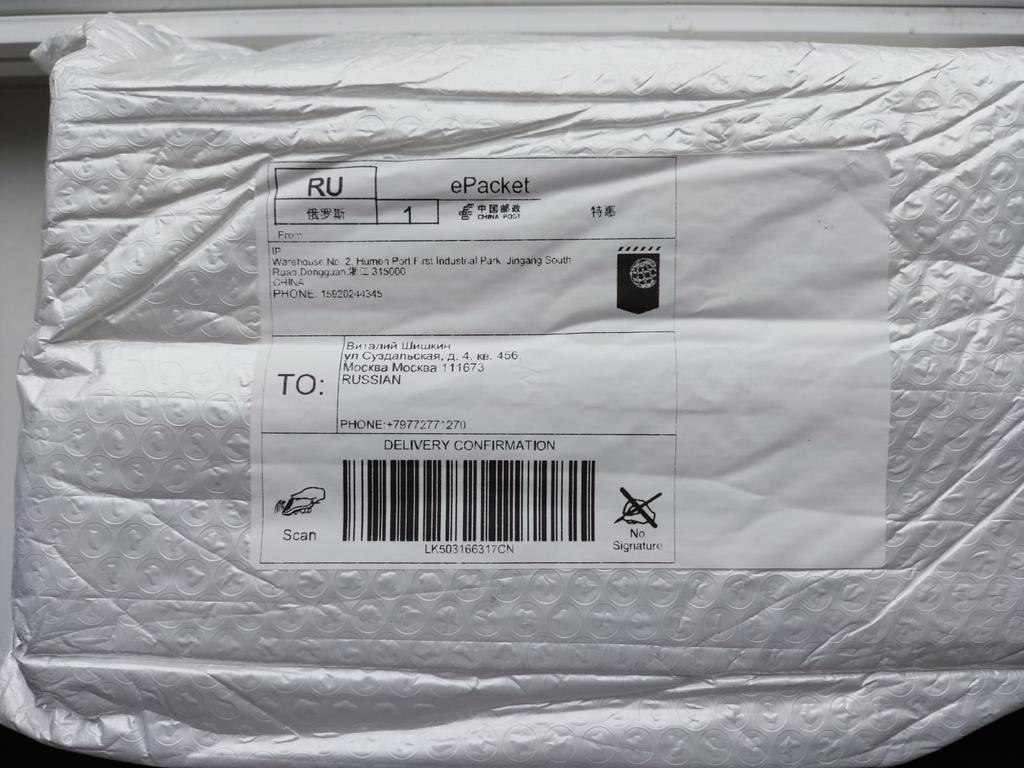 RU
ePacket
俄罗斯
1
中国邮政
CHINA POST
特惠
From
IP
Warehouse No. 2, Humen Port First Industrial Park, Jingang South
Road,Dongguan,浙江 315000
CHINA
PHONE: 15920244345
TO:
Виталий Шишкин
ул Суздальская, д. 4, кв. 456,
Москва Москва 111673
RUSSIAN
PHONE:+79772771270
DELIVERY CONFIRMATION
Scan
LK503166317CN
No
Signature